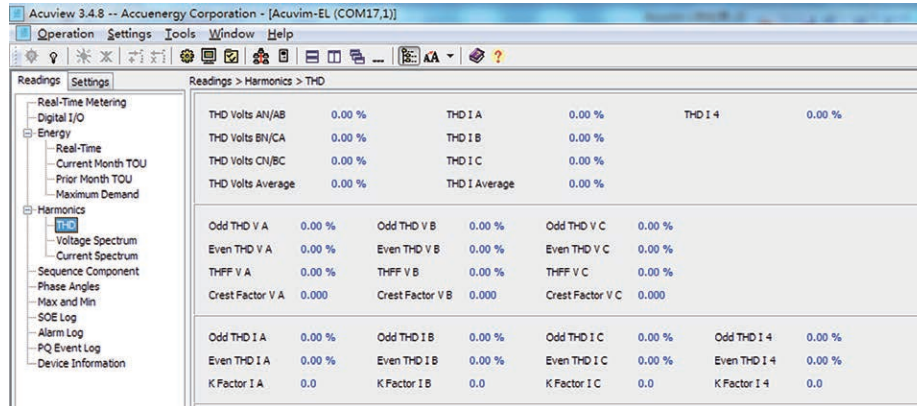 Acuview 3.4.8 -- Accuenergy Corporation - [Acuvim-EL (COM17,1)]
Operation Settings Tools Window Help
Readings Settings
Readings > Harmonics > THD
Real-Time Metering
Digital I/O
Energy
Real-Time
Current Month TOU
Prior Month TOU
Maximum Demand
Harmonics
THD
Voltage Spectrum
Current Spectrum
Sequence Component
Phase Angles
Max and Min
SOE Log
Alarm Log
PQ Event Log
Device Information
THD Volts AN/AB 0.00 % THD I A 0.00 % THD I 4 0.00 %
THD Volts BN/CA 0.00 % THD I B 0.00 %
THD Volts CN/BC 0.00 % THD I C 0.00 %
THD Volts Average 0.00 % THD I Average 0.00 %
Odd THD V A 0.00 % Odd THD V B 0.00 % Odd THD V C 0.00 %
Even THD V A 0.00 % Even THD V B 0.00 % Even THD V C 0.00 %
THFF V A 0.00 % THFF V B 0.00 % THFF V C 0.00 %
Crest Factor V A 0.000 Crest Factor V B 0.000 Crest Factor V C 0.000
Odd THD I A 0.00 % Odd THD I B 0.00 % Odd THD I C 0.00 % Odd THD I 4 0.00 %
Even THD I A 0.00 % Even THD I B 0.00 % Even THD I C 0.00 % Even THD I 4 0.00 %
K Factor I A 0.0 K Factor I B 0.0 K Factor I C 0.0 K Factor I 4 0.0